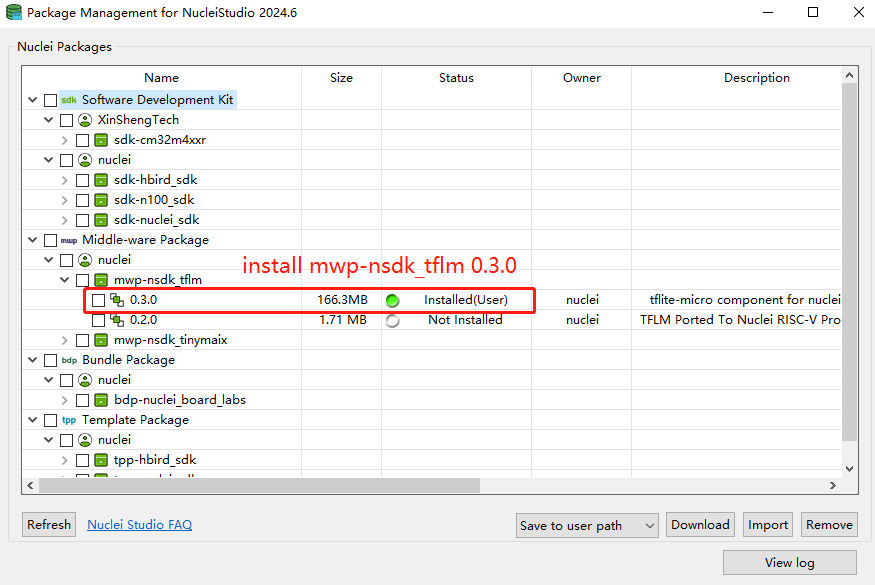 Package Management for NucleiStudio 2024.6
Nuclei Packages
Name Size Status Owner Description
sdk Software Development Kit
XinShengTech
sdk-cm32m4xxr
nuclei
sdk-hbird_sdk
sdk-n100_sdk
sdk-nuclei_sdk
mwp Middle-ware Package
nuclei
install mwp-nsdk_tflm 0.3.0
mwp-nsdk_tflm
0.3.0 166.3MB Installed(User) nuclei tflite-micro component for nuclei
0.2.0 1.71 MB Not Installed nuclei TFLM Ported To Nuclei RISC-V Pro
mwp-nsdk_tinymaix
bdp Bundle Package
nuclei
bdp-nuclei_board_labs
tpp Template Package
nuclei
tpp-hbird_sdk
Refresh Nuclei Studio FAQ Save to user path Download Import Remove
View log